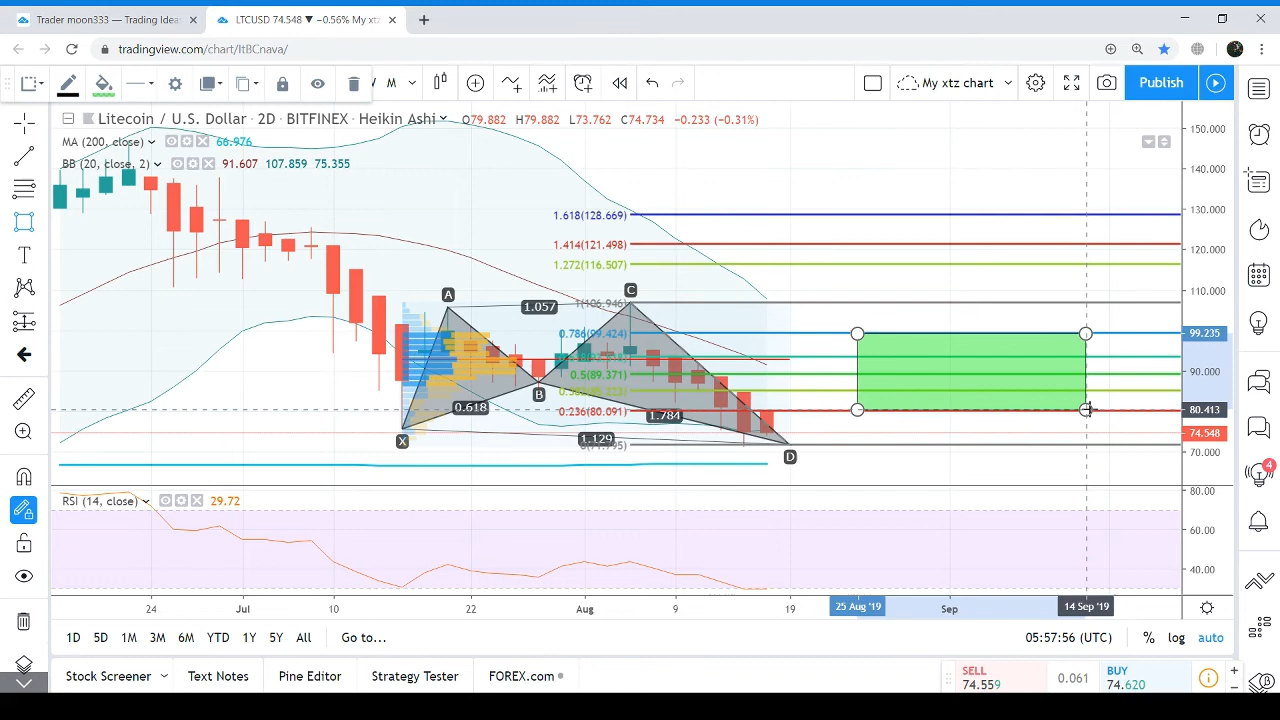 Trader moon333 — Trading Idea
LTCUSD 74.548 ▼ −0.56% My xt
tradingview.com/chart/ItBCnava/
M
My xtz chart
Publish
Litecoin / U.S. Dollar · 2D · BITFINEX · Heikin Ashi
O79.882 H79.882 L73.762 C74.734 −0.233 (−0.31%)
MA (200, close) 66.976
BB (20, close, 2) 91.607 107.859 75.355
150.000
140.000
130.000
120.000
110.000
99.235
90.000
80.413
74.548
70.000
1.618(128.669)
1.414(121.498)
1.272(116.507)
1(106.946)
0.786(99.424)
0.5(89.371)
0.236(80.091)
A
C
1.057
B
0.618
1.784
X
1.129
D
RSI (14, close) 29.72
80.00
60.00
40.00
24 Jul 10 22 Aug 9 19 25 Aug '19 Sep 14 Sep '19
1D 5D 1M 3M 6M YTD 1Y 5Y All Go to...
05:57:56 (UTC) % log auto
4
Stock Screener Text Notes Pine Editor Strategy Tester FOREX.com
SELL
74.559
0.061
BUY
74.620